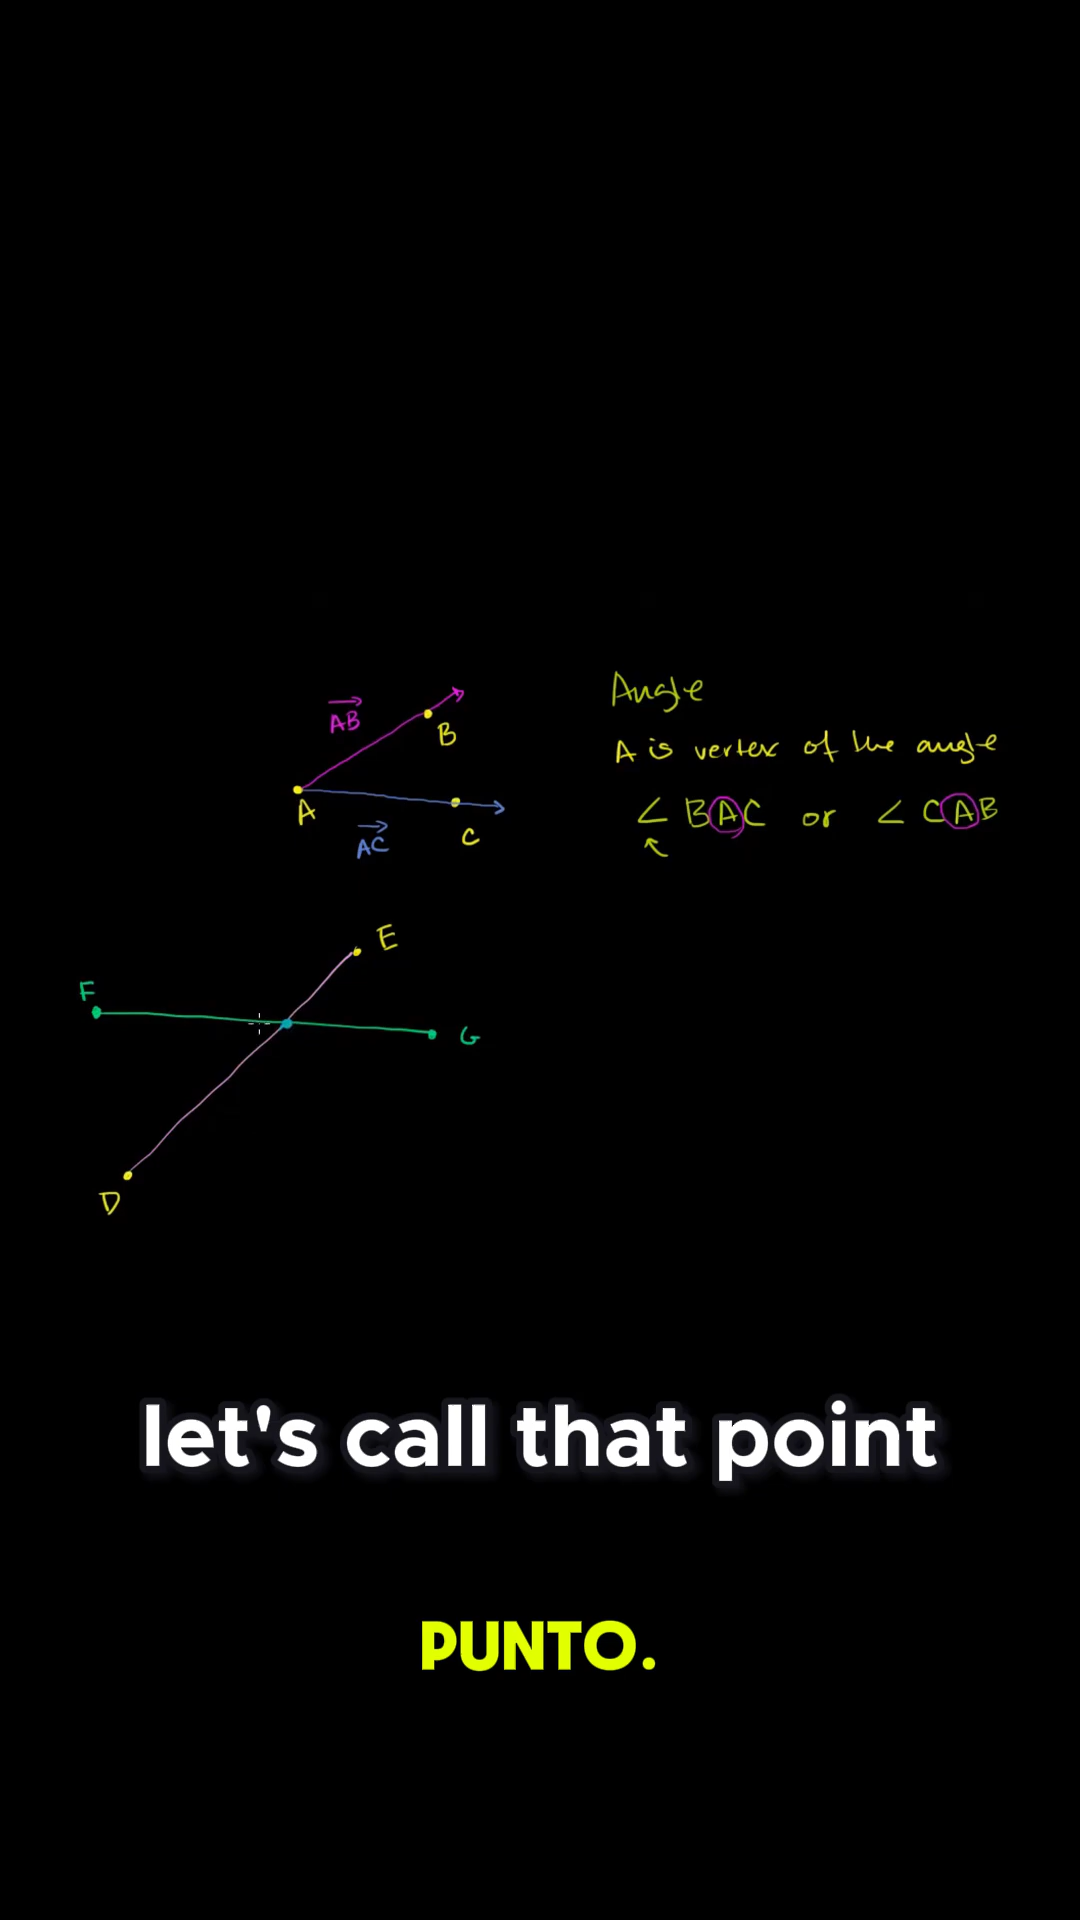 Angle
AB
B
A is vertex of the angle
A
∠ BAC or ∠ CAB
C
AC
E
F
G
D
let's call that point
PUNTO.